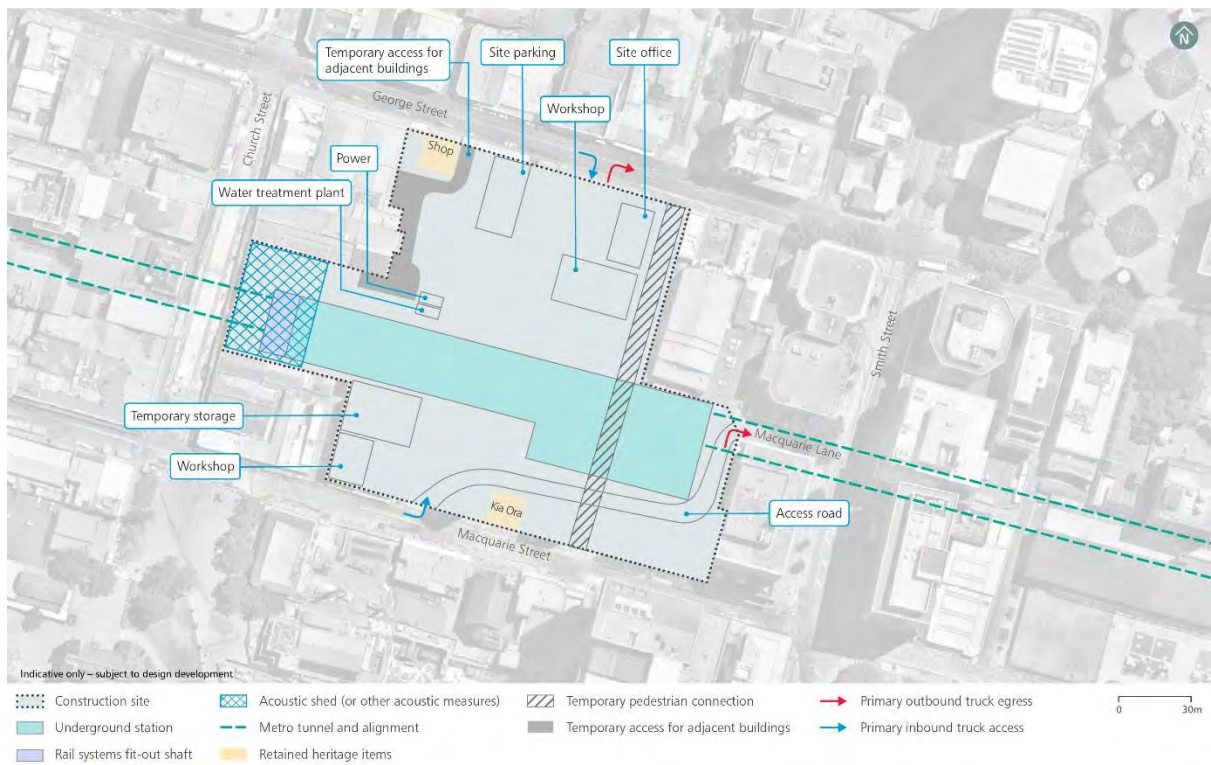 N
Temporary access for
adjacent buildings
Site parking
Site office
George Street
Workshop
Church Street
Shop
Power
Water treatment plant
Smith Street
Temporary storage
Macquarie Lane
Workshop
Kia Ora
Access road
Macquarie Street
Indicative only – subject to design development
Construction site
Acoustic shed (or other acoustic measures)
Temporary pedestrian connection
Primary outbound truck egress
0 30m
Underground station
Metro tunnel and alignment
Temporary access for adjacent buildings
Primary inbound truck access
Rail systems fit-out shaft
Retained heritage items